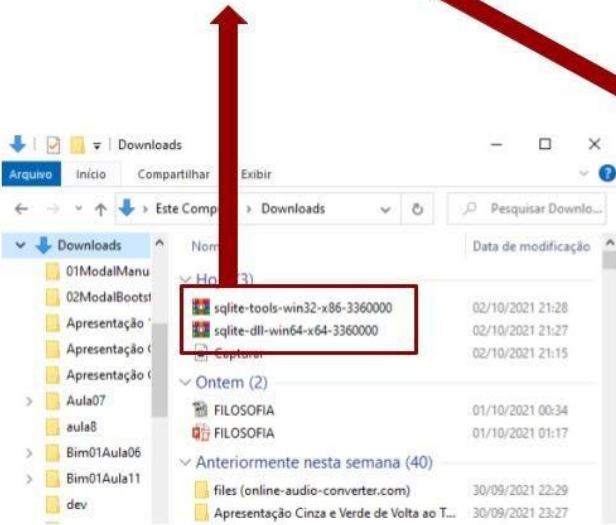 Downloads
Arquivo Início Compartilhar Exibir
Este Comp Downloads Pesquisar Downlo...
Downloads
01ModalManu
02ModalBootst
Apresentação
Apresentação
Apresentação
Aula07
aula8
Bim01Aula06
Bim01Aula11
dev
Nom Data de modificação
Ho (3)
sqlite-tools-win32-x86-3360000 02/10/2021 21:28
sqlite-dll-win64-x64-3360000 02/10/2021 21:27
Capturar 02/10/2021 21:15
Ontem (2)
FILOSOFIA 01/10/2021 00:34
FILOSOFIA 01/10/2021 01:17
Anteriormente nesta semana (40)
files (online-audio-converter.com) 30/09/2021 22:29
Apresentação Cinza e Verde de Volta ao T... 30/09/2021 23:27